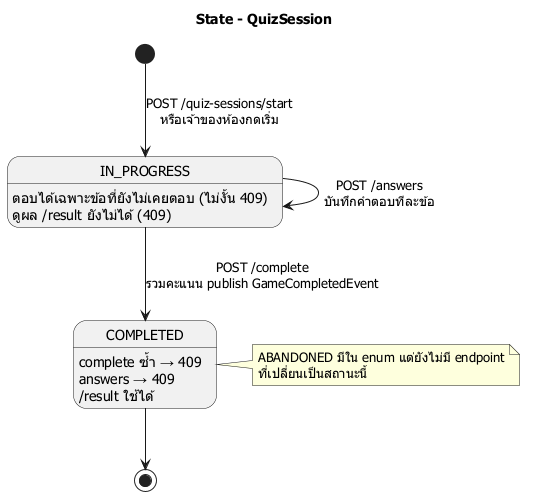 State - QuizSession
POST /quiz-sessions/start
หรือเจ้าของห้องกดเริ่ม
IN_PROGRESS
ตอบได้เฉพาะข้อที่ยังไม่เคยตอบ (ไม่งั้น 409)
ดูผล /result ยังไม่ได้ (409)
POST /answers
บันทึกคำตอบทีละข้อ
POST /complete
รวมคะแนน publish GameCompletedEvent
COMPLETED
complete ซ้ำ → 409
answers → 409
/result ใช้ได้
ABANDONED มีใน enum แต่ยังไม่มี endpoint
ที่เปลี่ยนเป็นสถานะนี้